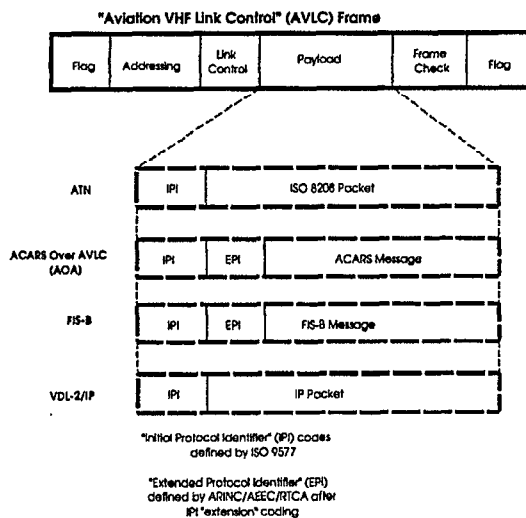 "Aviation VHF Link Control" (AVLC) Frame
Flag Addressing Link Control Payload Frame Check Flag
ATN IPI ISO 8208 Packet
ACARS Over AVLC (AOA) IPI EPI ACARS Message
FIS-B IPI EPI FIS-B Message
VDL-2/IP IPI IP Packet
"Initial Protocol Identifier" (IPI) codes
defined by ISO 9577
"Extended Protocol Identifier" (EPI)
defined by ARINC/AEEC/RTCA after
IPI "extension" coding